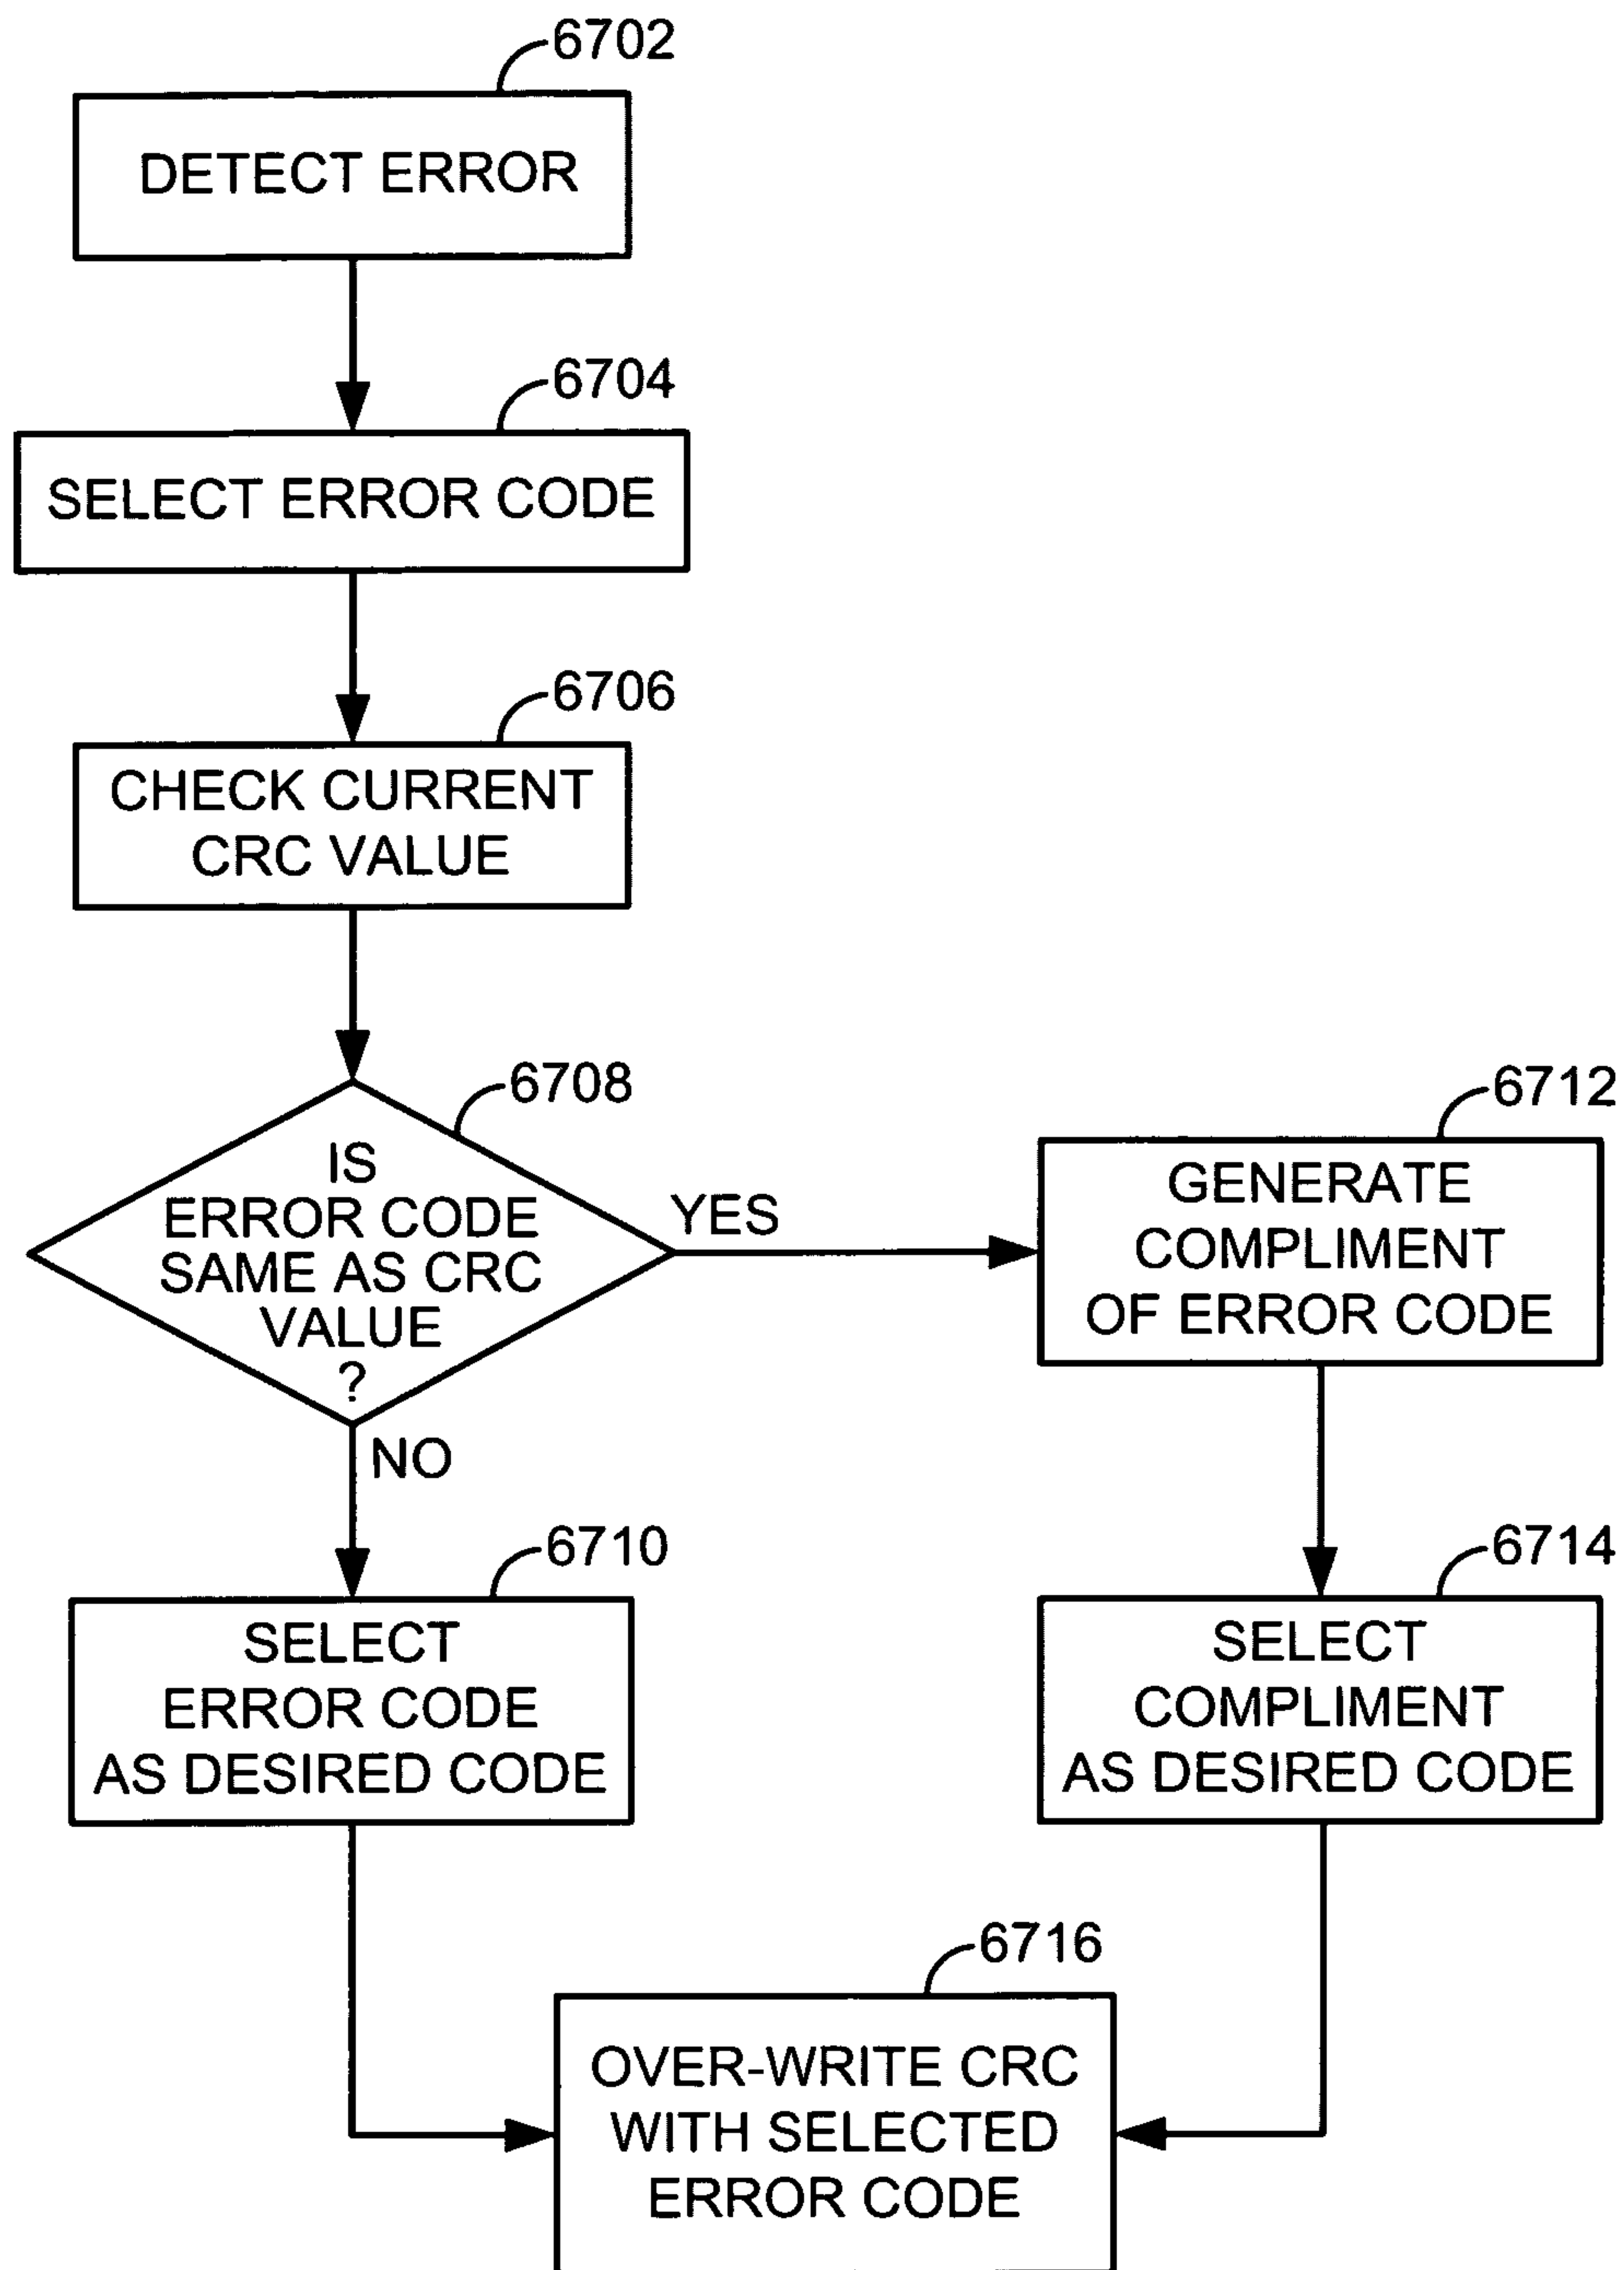 6702
DETECT ERROR
6704
SELECT ERROR CODE
6706
CHECK CURRENT
CRC VALUE
6708
IS
ERROR CODE
SAME AS CRC
VALUE
?
YES
NO
6712
GENERATE
COMPLIMENT
OF ERROR CODE
6710
SELECT
ERROR CODE
AS DESIRED CODE
6714
SELECT
COMPLIMENT
AS DESIRED CODE
6716
OVER-WRITE CRC
WITH SELECTED
ERROR CODE